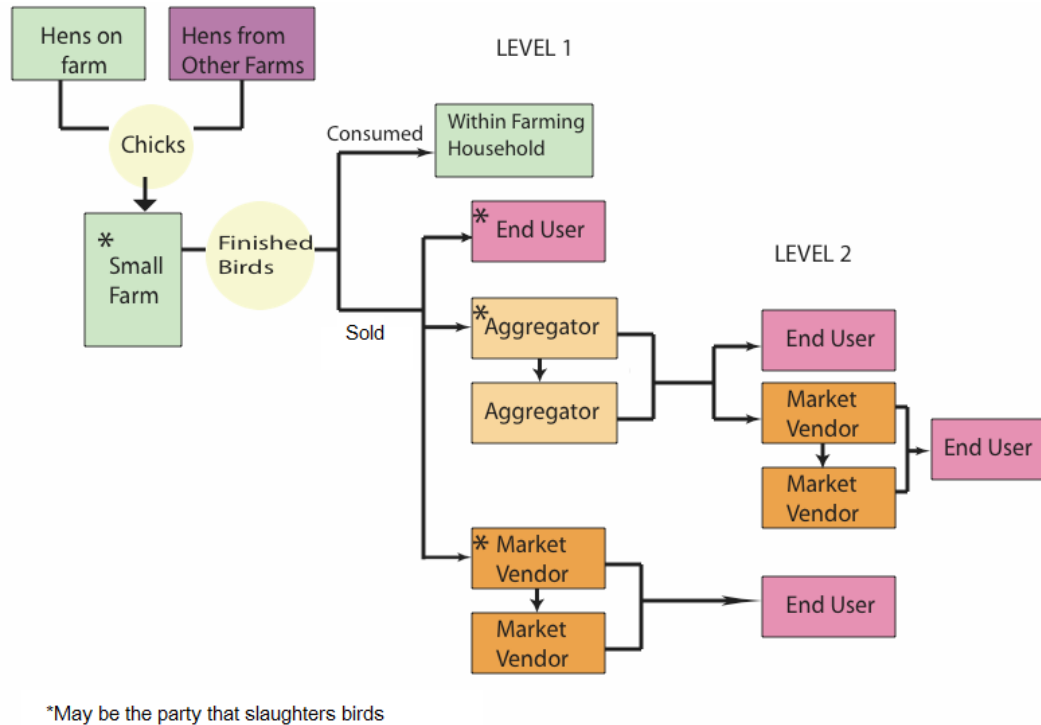 Hens on
farm
Hens from
Other Farms
LEVEL 1
Chicks
Consumed
Within Farming
Household
*
Small
Farm
Finished
Birds
*
End User
LEVEL 2
Sold
*
Aggregator
Aggregator
End User
Market
Vendor
Market
Vendor
End User
* Market
Vendor
Market
Vendor
End User
*May be the party that slaughters birds